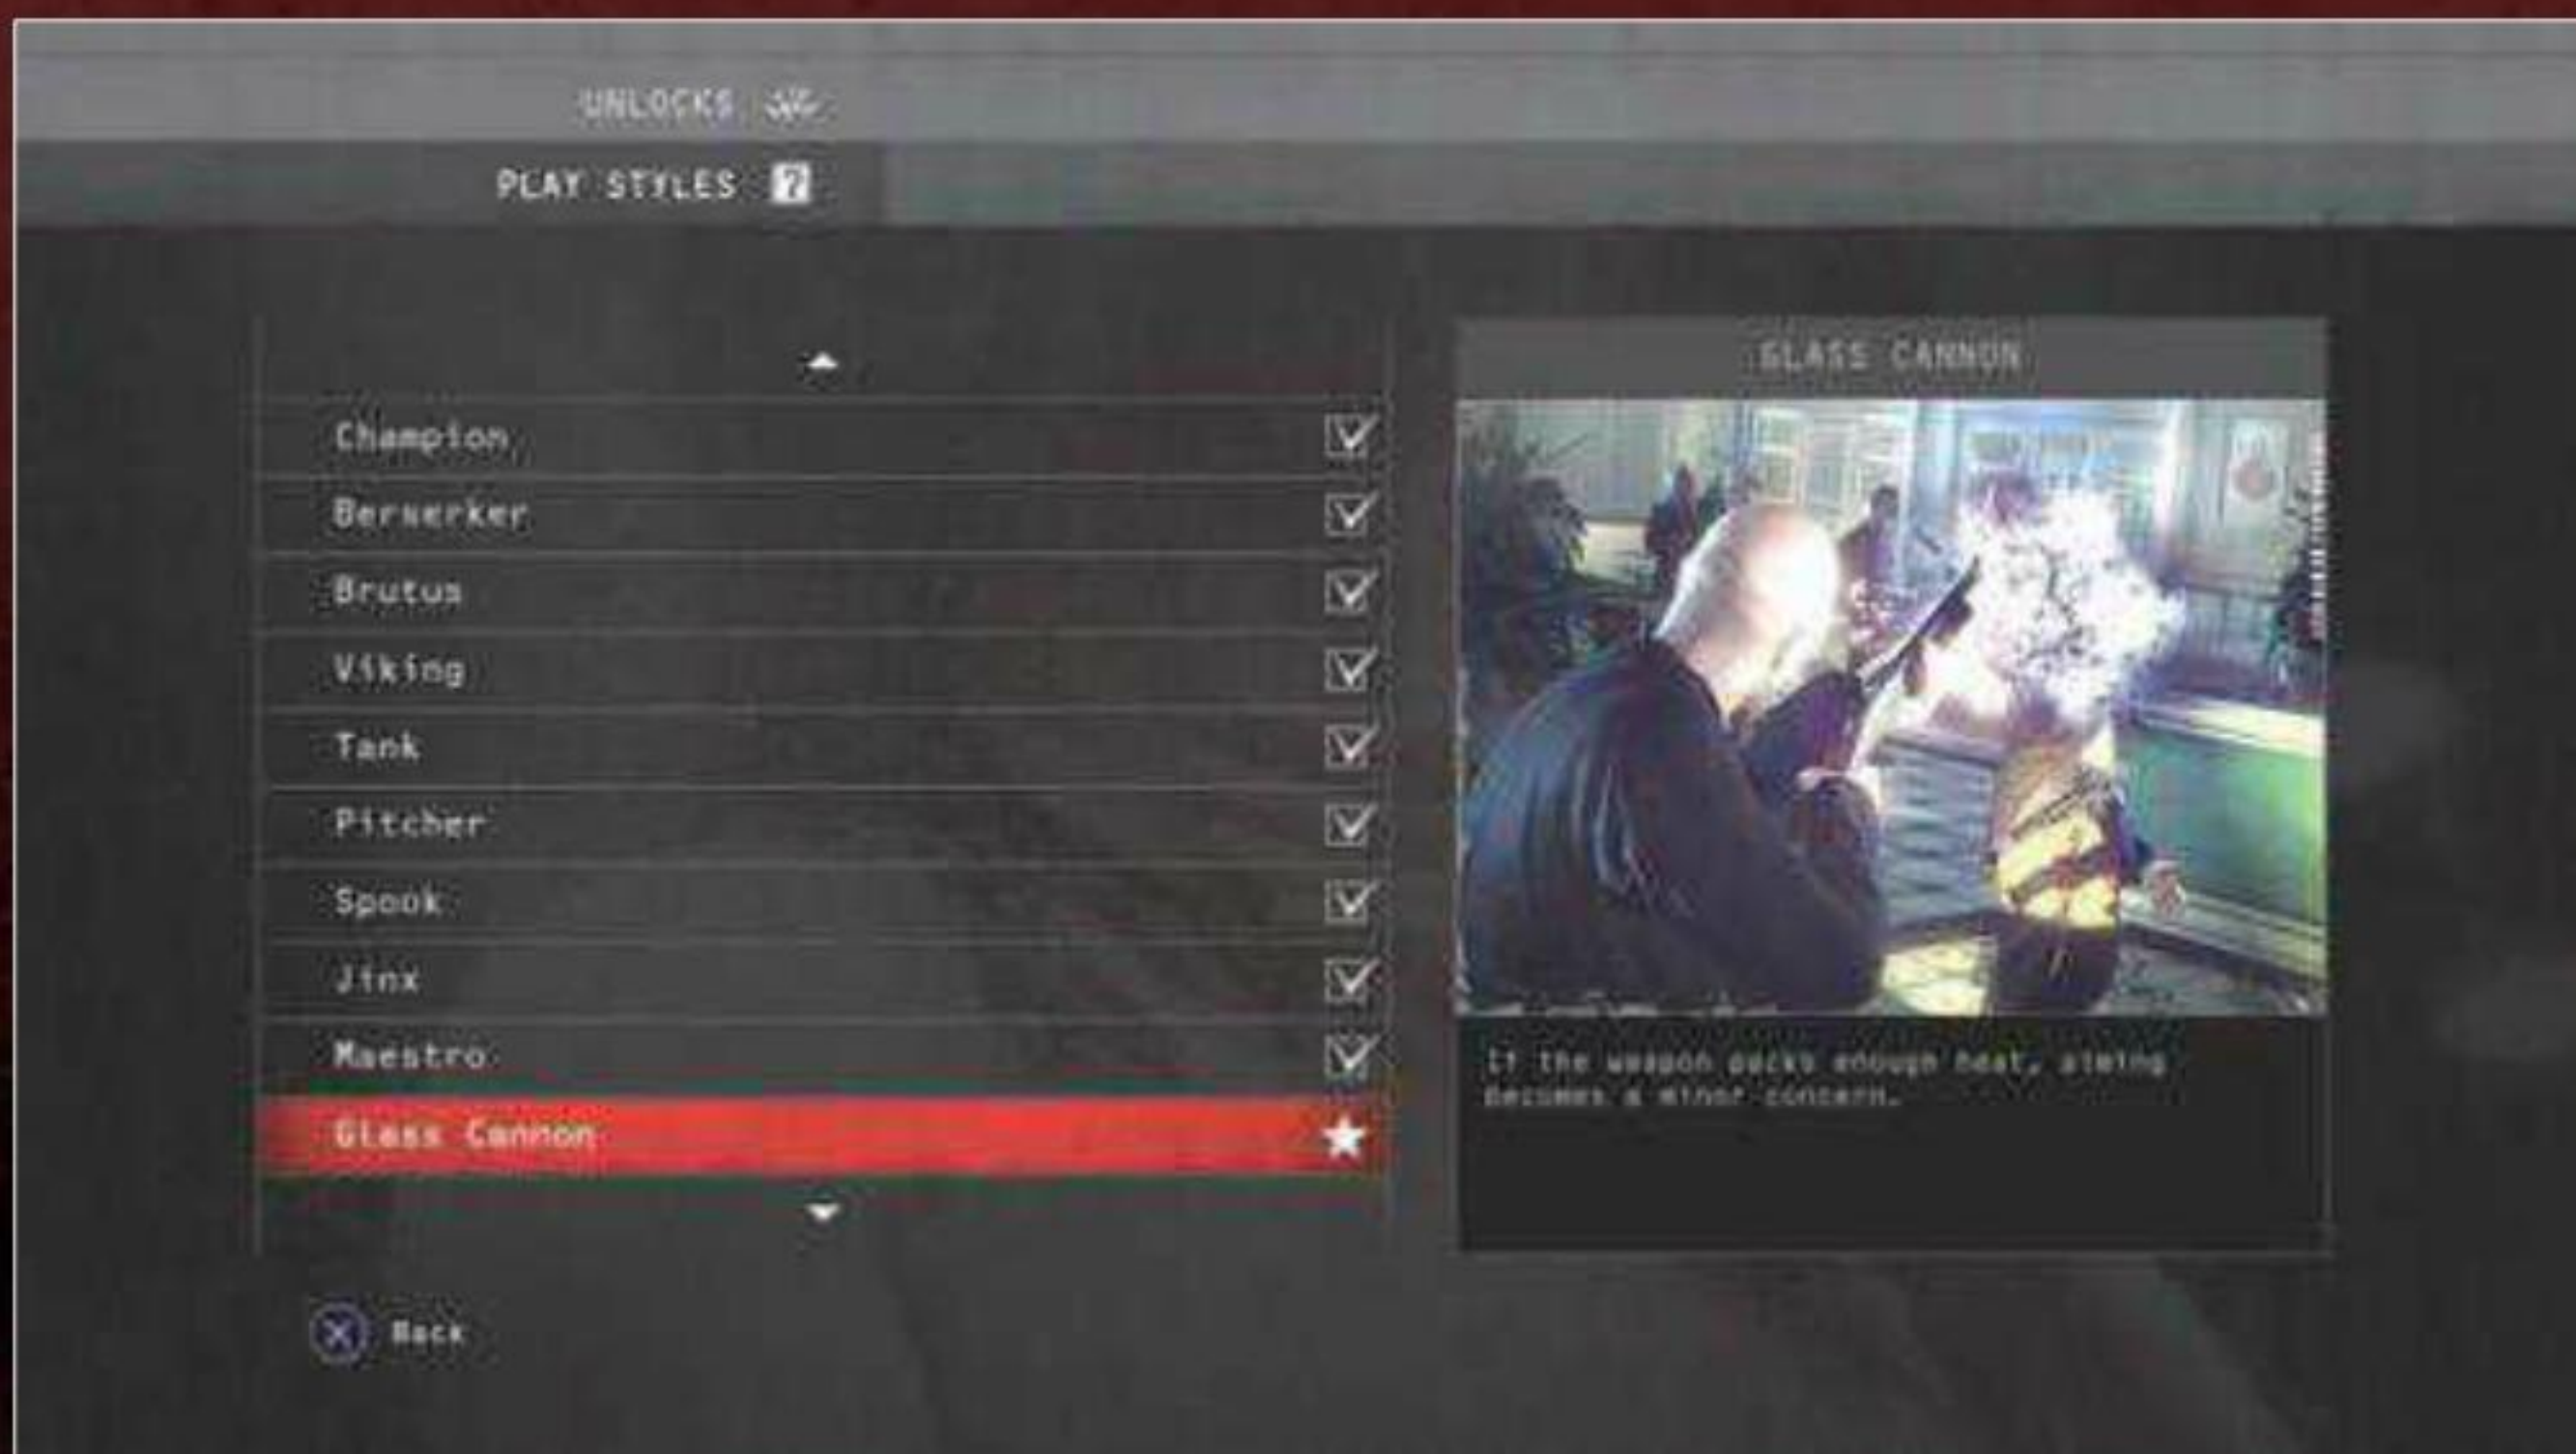 UNLOCKS
PLAY STYLES ?
Champion
Berserker
Brutus
Viking
Tank
Pitcher
Spook
Jinx
Maestro
Glass Cannon
GLASS CANNON
If the weapon packs enough heat, aiming
becomes a minor concern.
Back